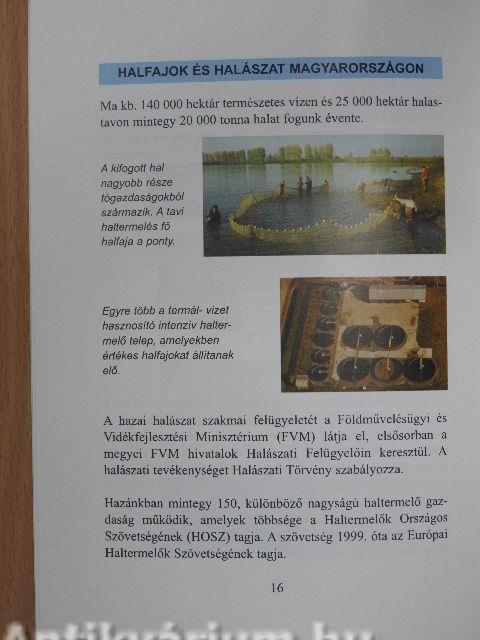 HALFAJOK ÉS HALÁSZAT MAGYARORSZÁGON
Ma kb. 140 000 hektár természetes vizen és 25 000 hektár halas-
tavon mintegy 20 000 tonna halat fogunk évente.
A kifogott hal
nagyobb része
tógazdaságokból
származik. A tavi
haltermelés fő
halfaja a ponty.
Egyre több a termál- vizet
hasznosító intenzív halter-
melő telep, amelyekben
értékes halfajokat állítanak
elő.
A hazai halászat szakmai felügyeletét a Földművelésügyi és
Vidékfejlesztési Minisztérium (FVM) látja el, elsősorban a
megyei FVM hivatalok Halászati Felügyelőin keresztül. A
halászati tevékenységet Halászati Törvény szabályozza.
Hazánkban mintegy 150, különböző nagyságú haltermelő gaz-
daság működik, amelyek többsége a Haltermelők Országos
Szövetségének (HOSZ) tagja. A szövetség 1999. óta az Európai
Haltermelők Szövetségének tagja.
16
Antikvárium.hu